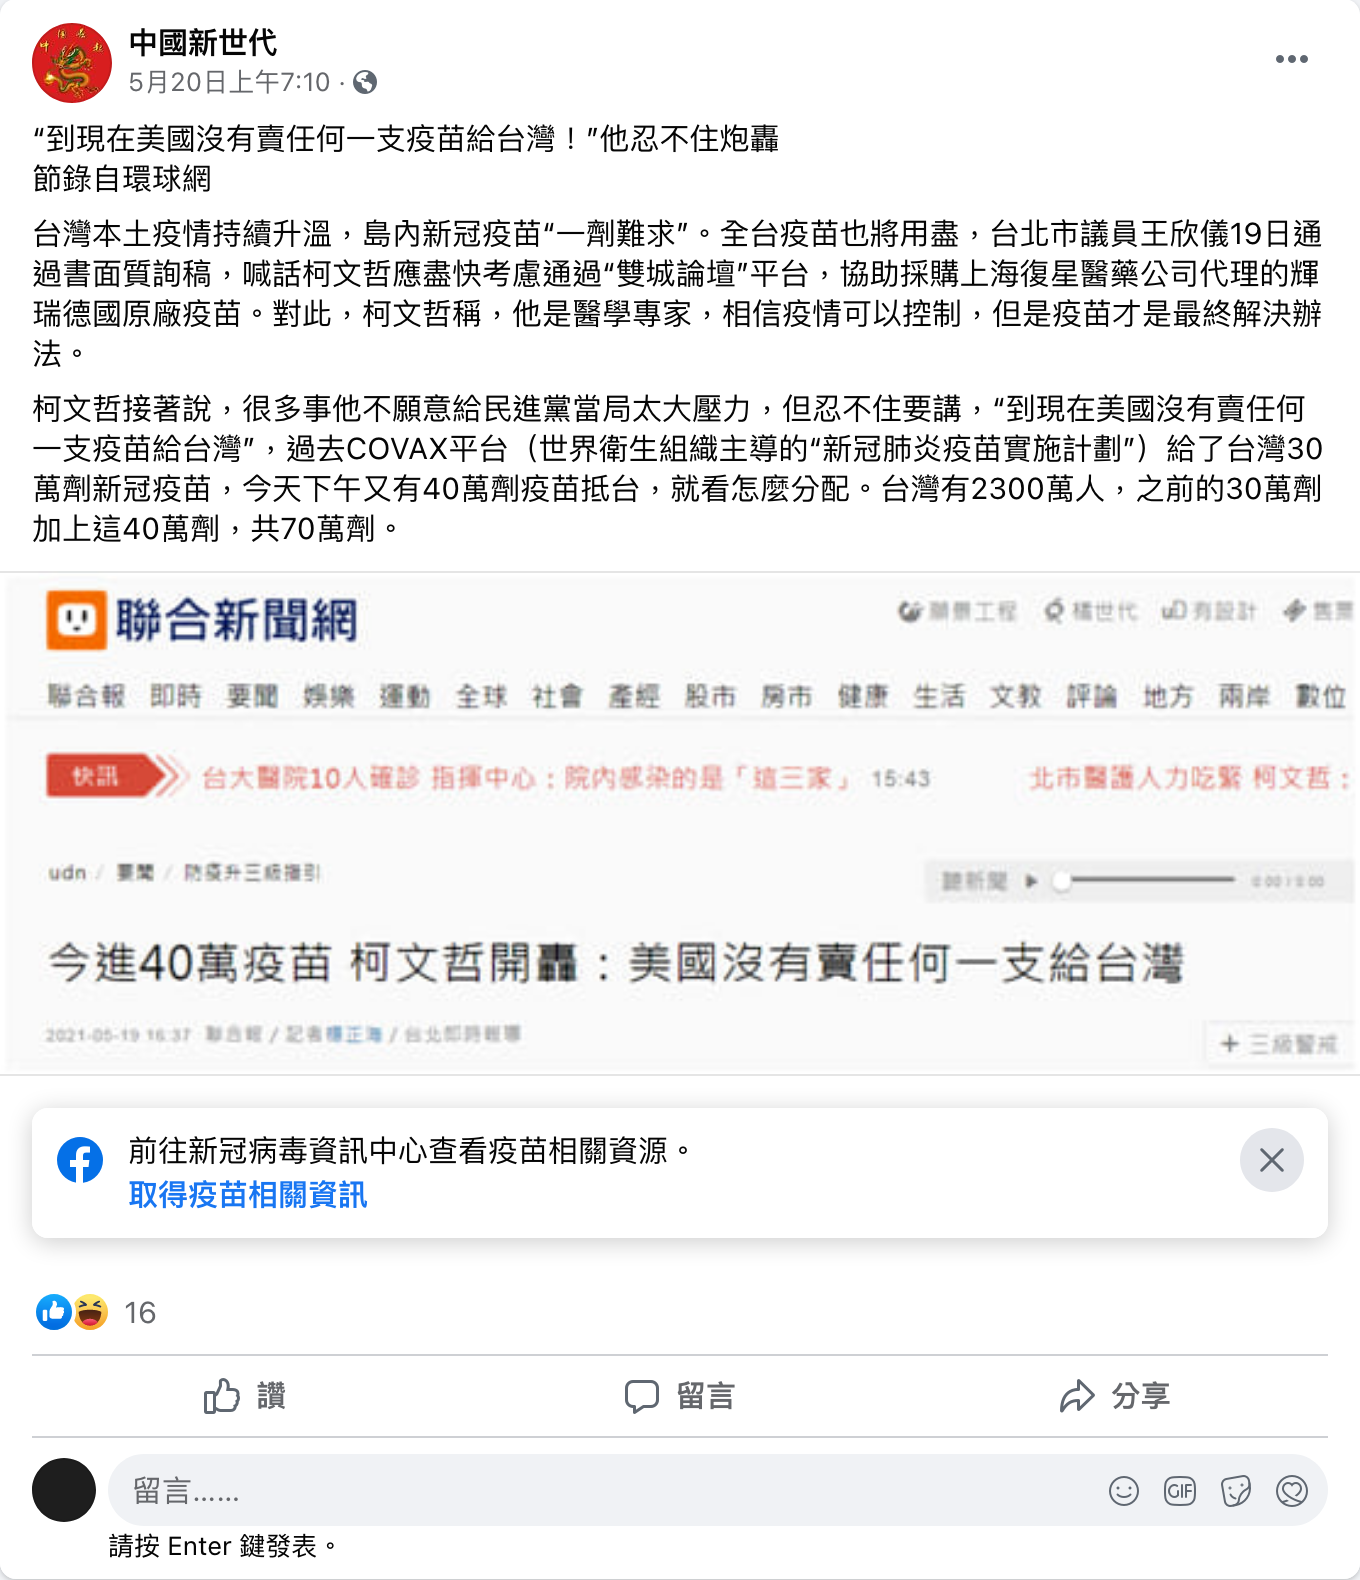 中國新世代
5月20日上午7:10 ·
“到現在美國沒有賣任何一支疫苗給台灣！”他忍不住炮轟
節錄自環球網
台灣本土疫情持續升溫，島內新冠疫苗“一劑難求”。全台疫苗也將用盡，台北市議員王欣儀19日通
過書面質詢稿，喊話柯文哲應盡快考慮通過“雙城論壇”平台，協助採購上海復星醫藥公司代理的輝
瑞德國原廠疫苗。對此，柯文哲稱，他是醫學專家，相信疫情可以控制，但是疫苗才是最終解決辦
法。
柯文哲接著說，很多事他不願意給民進黨當局太大壓力，但忍不住要講，“到現在美國沒有賣任何
一支疫苗給台灣”，過去COVAX平台（世界衛生組織主導的“新冠肺炎疫苗實施計劃”）給了台灣30
萬劑新冠疫苗，今天下午又有40萬劑疫苗抵台，就看怎麼分配。台灣有2300萬人，之前的30萬劑
加上這40萬劑，共70萬劑。
聯合新聞網
願景工程 橘世代 uD有設計 售票
聯合報 即時 要聞 娛樂 運動 全球 社會 產經 股市 房市 健康 生活 文教 評論 地方 兩岸 數位
快訊 台大醫院10人確診 指揮中心：院內感染的是「這三家」 15:43 北市醫護人力吃緊 柯文哲：
udn / 要聞 / 防疫升三級指引
聽新聞 0:00 / 0:00
今進40萬疫苗 柯文哲開轟：美國沒有賣任何一支給台灣
2021-05-19 16:37 聯合報 / 記者楊正海 / 台北即時報導
+ 三級警戒
前往新冠病毒資訊中心查看疫苗相關資源。
取得疫苗相關資訊
16
讚 留言 分享
留言……
GIF
請按 Enter 鍵發表。